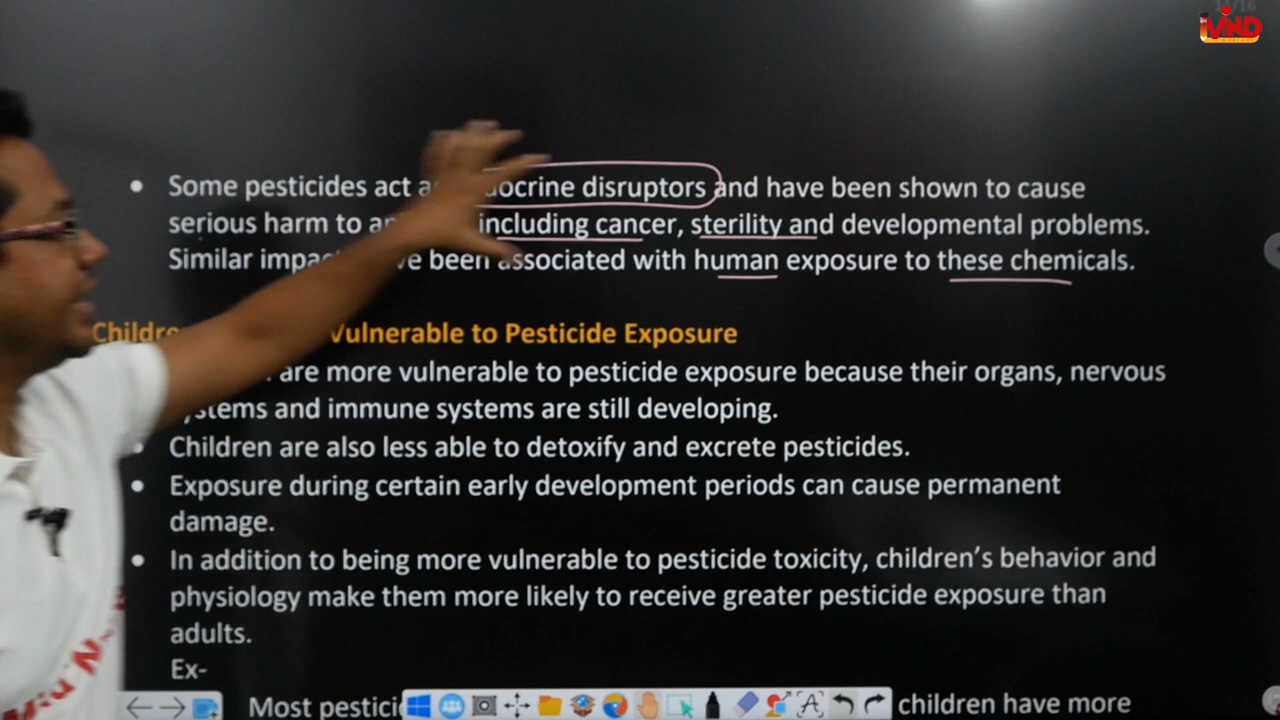 VND
Some pesticides act docrine disruptors and have been shown to cause
serious harm to including cancer, sterility and developmental problems.
Similar been associated with human exposure to these chemicals.
Vulnerable to Pesticide Exposure
are more vulnerable to pesticide exposure because their organs, nervous
and immune systems are still developing.
Children are also less able to detoxify and excrete pesticides.
Exposure during certain early development periods can cause permanent
damage.
In addition to being more vulnerable to pesticide toxicity, children's behavior and
physiology make them more likely to receive greater pesticide exposure than
adults.
Ex-
Most children have more